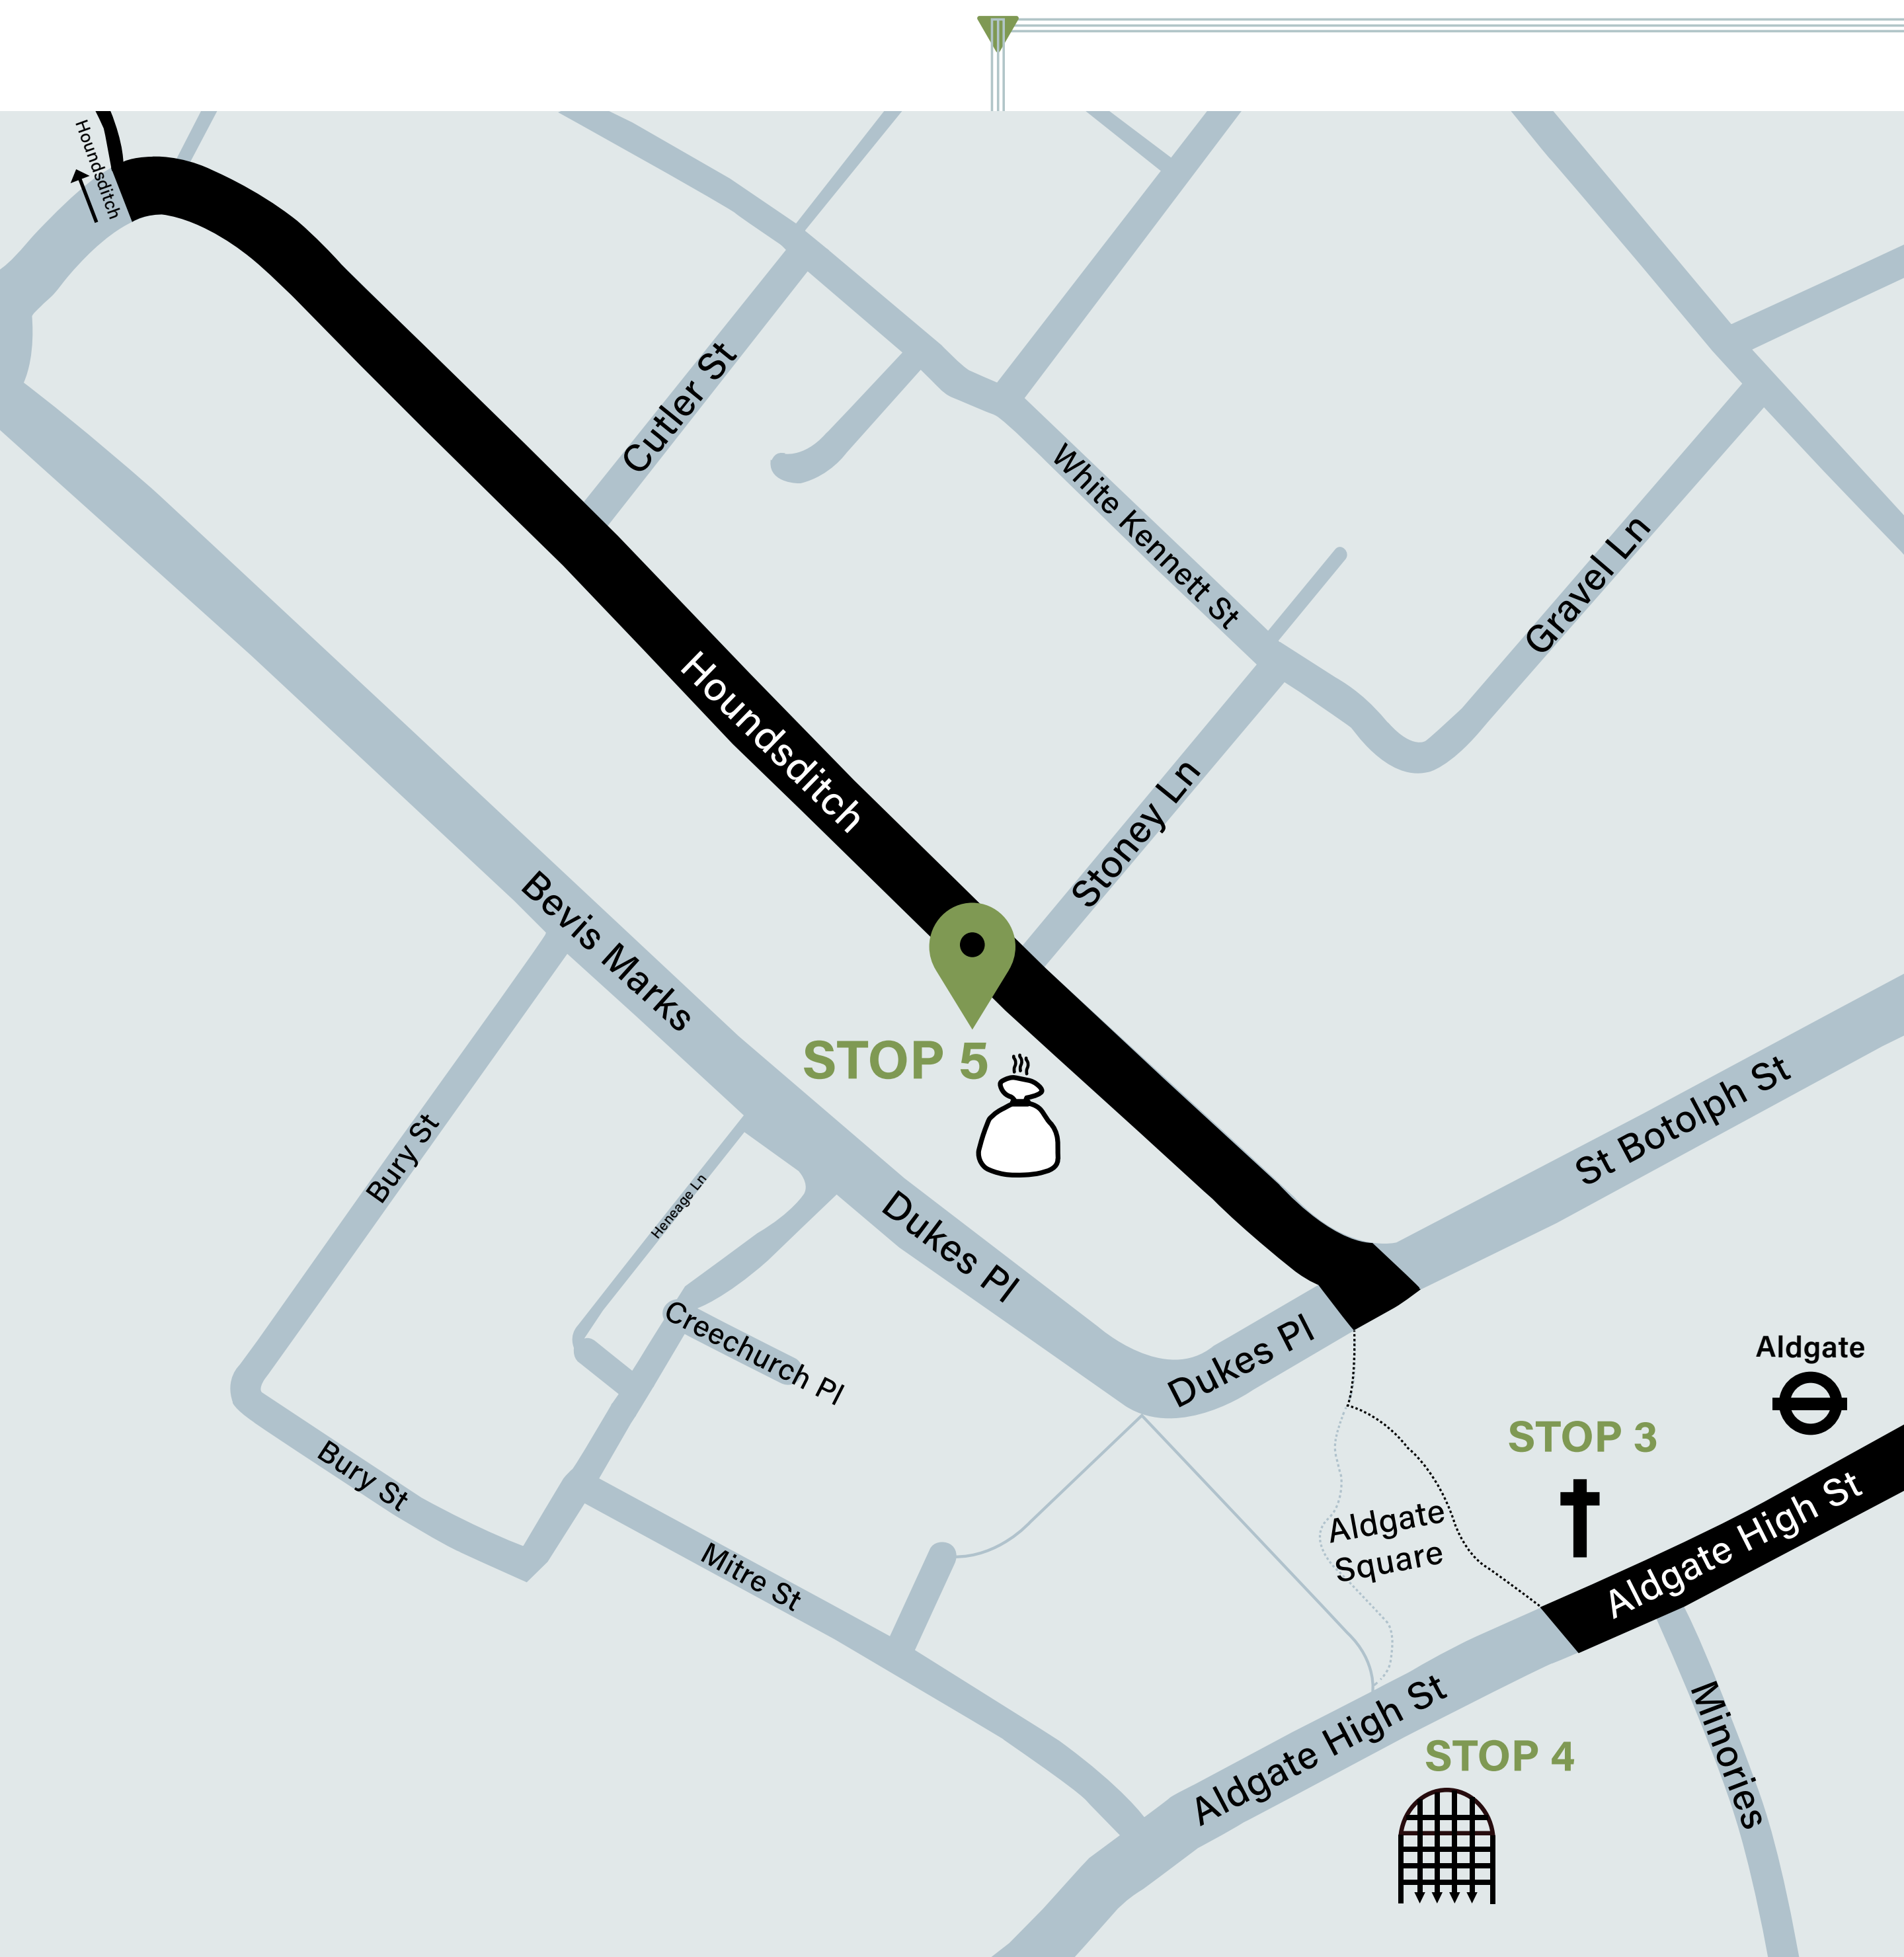 Houndsditch
Cutler St
White Kennett St
Gravel Ln
Houndsditch
Stoney Ln
Bevis Marks
STOP 5
St Botolph St
Bury St
Heneage Ln
Dukes Pl
Creechurch Pl
Dukes Pl
Aldgate
STOP 3
Bury St
Aldgate High St
Aldgate
Square
Mitre St
Aldgate High St
Minories
STOP 4